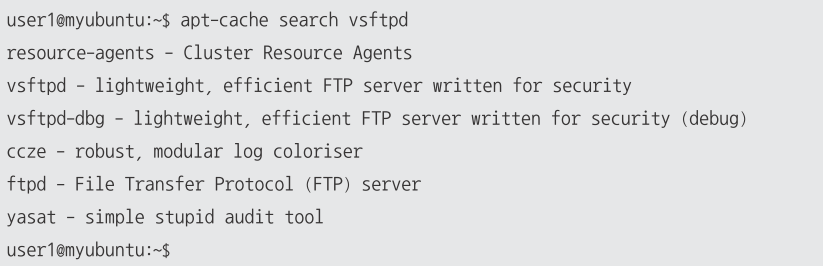 user1@myubuntu:~$ apt-cache search vsftpd
resource-agents - Cluster Resource Agents
vsftpd - lightweight, efficient FTP server written for security
vsftpd-dbg - lightweight, efficient FTP server written for security (debug)
ccze - robust, modular log coloriser
ftpd - File Transfer Protocol (FTP) server
yasat - simple stupid audit tool
user1@myubuntu:~$